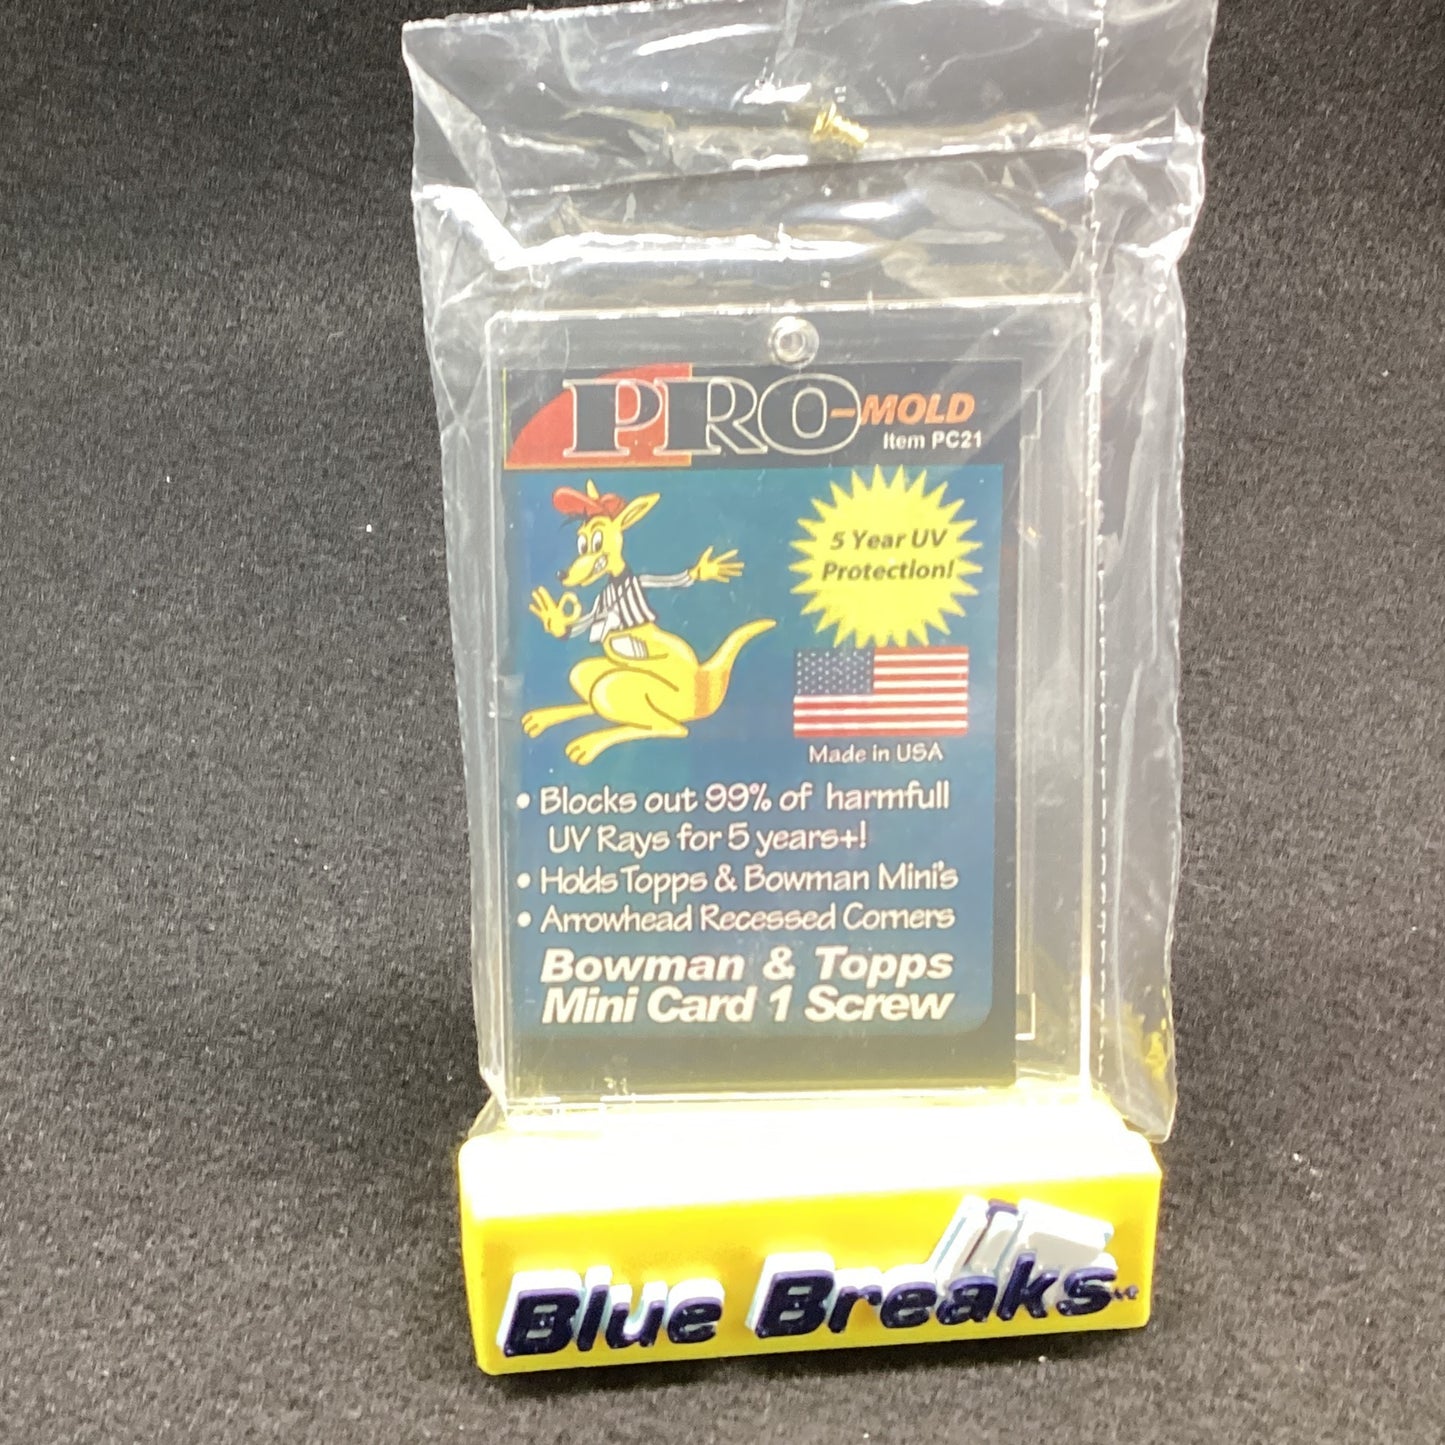 PRO-MOLD
Item PC21
5 Year UV
Protection!
Made in USA
• Blocks out 99% of harmfull
UV Rays for 5 years+!
• Holds Topps & Bowman Mini's
• Arrowhead Recessed Corners
Bowman & Topps
Mini Card 1 Screw
Blue Breaks